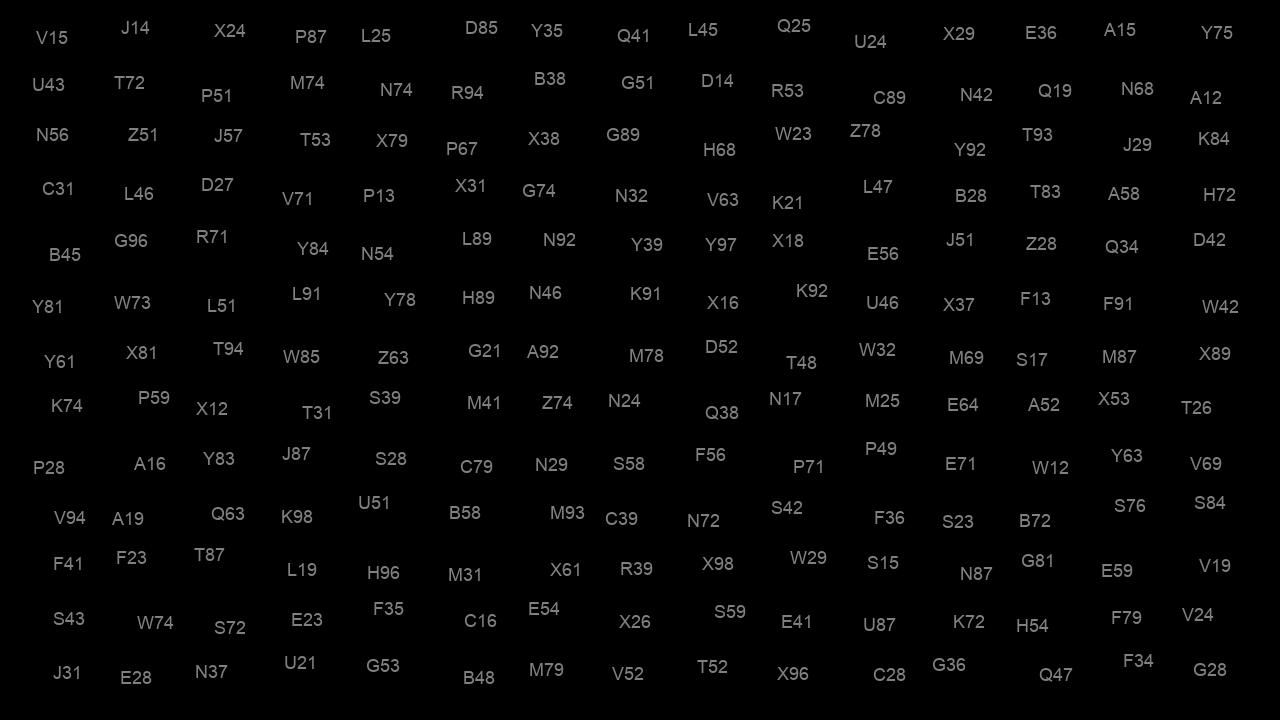 V15 J14 X24 P87 L25 D85 Y35 Q41 L45 Q25 U24 X29 E36 A15 Y75
U43 T72 P51 M74 N74 R94 B38 G51 D14 R53 C89 N42 Q19 N68 A12
N56 Z51 J57 T53 X79 P67 X38 G89 H68 W23 Z78 Y92 T93 J29 K84
C31 L46 D27 V71 P13 X31 G74 N32 V63 K21 L47 B28 T83 A58 H72
B45 G96 R71 Y84 N54 L89 N92 Y39 Y97 X18 E56 J51 Z28 Q34 D42
Y81 W73 L51 L91 Y78 H89 N46 K91 X16 K92 U46 X37 F13 F91 W42
Y61 X81 T94 W85 Z63 G21 A92 M78 D52 T48 W32 M69 S17 M87 X89
K74 P59 X12 T31 S39 M41 Z74 N24 Q38 N17 M25 E64 A52 X53 T26
P28 A16 Y83 J87 S28 C79 N29 S58 F56 P71 P49 E71 W12 Y63 V69
V94 A19 Q63 K98 U51 B58 M93 C39 N72 S42 F36 S23 B72 S76 S84
F41 F23 T87 L19 H96 M31 X61 R39 X98 W29 S15 N87 G81 E59 V19
S43 W74 S72 E23 F35 C16 E54 X26 S59 E41 U87 K72 H54 F79 V24
J31 E28 N37 U21 G53 B48 M79 V52 T52 X96 C28 G36 Q47 F34 G28